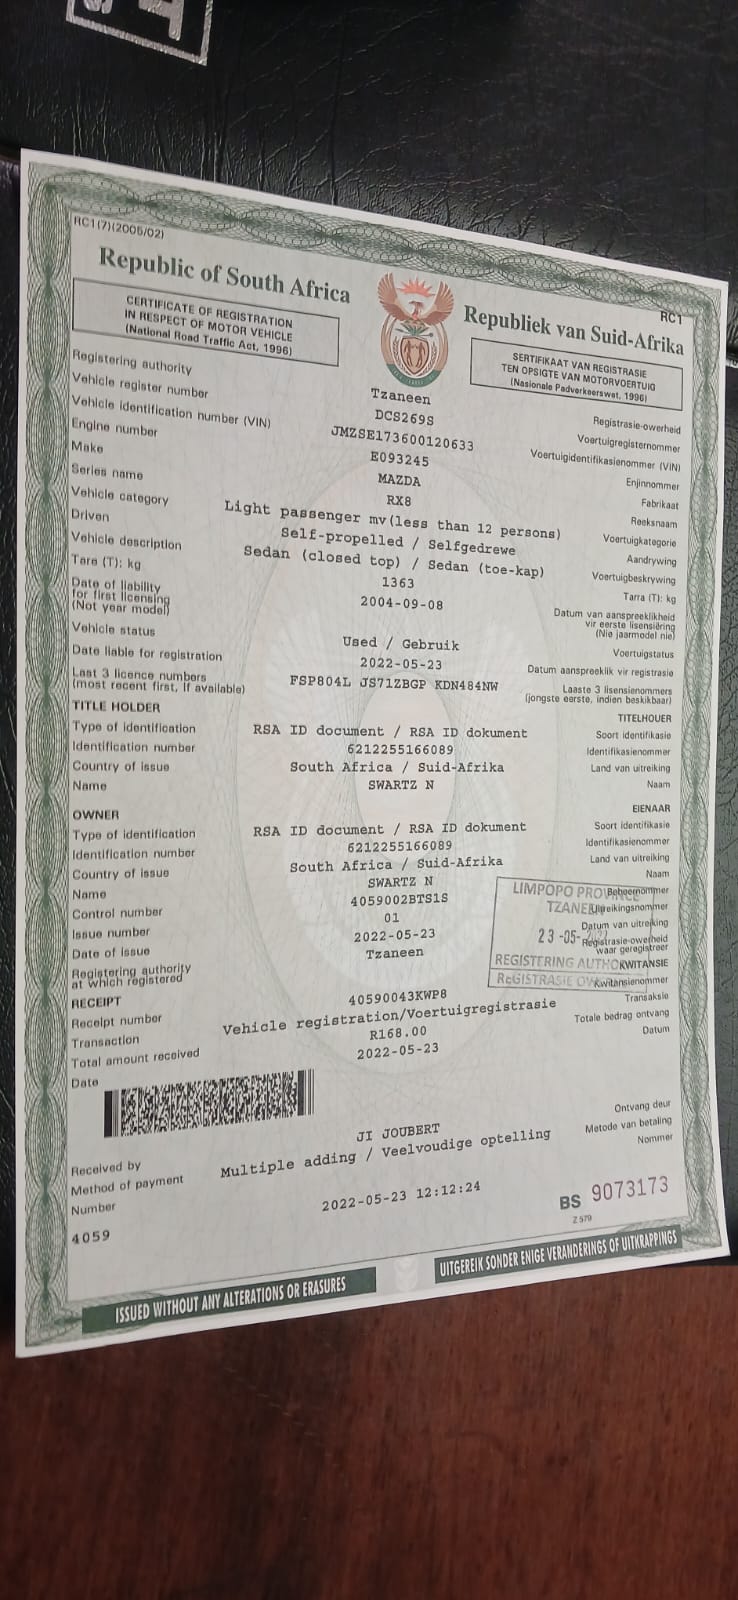 RC1(7)(2005/02)
RC1
Republic of South Africa
Republiek van Suid-Afrika
CERTIFICATE OF REGISTRATION
IN RESPECT OF MOTOR VEHICLE
(National Road Traffic Act, 1996)
SERTIFIKAAT VAN REGISTRASIE
TEN OPSIGTE VAN MOTORVOERTUIG
(Nasionale Padverkeerswet, 1996)
Registering authority Tzaneen Registrasie-owerheid
Vehicle register number DCS269S Voertuigregisternommer
Vehicle identification number (VIN) JMZSE173600120633 Voertuigidentifikasienommer (VIN)
Engine number E093245 Enjinnommer
Make MAZDA Fabrikaat
Series name RX8 Reeksnaam
Vehicle category Light passenger mv(less than 12 persons) Voertuigkategorie
Driven Self-propelled / Selfgedrewe Aandrywing
Vehicle description Sedan (closed top) / Sedan (toe-kap) Voertuigbeskrywing
Tare (T): kg 1363 Tarra (T): kg
Date of liability
for first licensing
(Not year model)
2004-09-08
Datum van aanspreeklikheid
vir eerste lisensiëring
(Nie jaarmodel nie)
Vehicle status Used / Gebruik Voertuigstatus
Date liable for registration 2022-05-23 Datum aanspreeklik vir registrasie
Last 3 licence numbers
(most recent first, if available)
FSP804L JS71ZBGP KDN484NW
Laaste 3 lisensienommers
(jongste eerste, indien beskikbaar)
TITLE HOLDER TITELHOUER
Type of identification RSA ID document / RSA ID dokument Soort identifikasie
Identification number 6212255166089 Identifikasienommer
Country of issue South Africa / Suid-Afrika Land van uitreiking
Name SWARTZ N Naam
OWNER EIENAAR
Type of identification RSA ID document / RSA ID dokument Soort identifikasie
Identification number 6212255166089 Identifikasienommer
Country of issue South Africa / Suid-Afrika Land van uitreiking
Name SWARTZ N Naam
Control number 4059002BTS1S Beheernommer
Issue number 01 Uitreikingsnommer
Date of issue 2022-05-23 Datum van uitreiking
Registering authority
at which registered
Tzaneen
Registrasie-owerheid
waar geregistreer
LIMPOPO PROVINCE
TZANEEN
23 -05-
REGISTERING AUTHO
REGISTRASIE OW
RECEIPT KWITANSIE
Receipt number 40590043KWP8 Kwitansienommer
Transaction Vehicle registration/Voertuigregistrasie Transaksie
Total amount received R168.00 Totale bedrag ontvang
Date 2022-05-23 Datum
Received by JI JOUBERT Ontvang deur
Method of payment Multiple adding / Veelvoudige optelling Metode van betaling
Number Nommer
2022-05-23 12:12:24
4059
BS 9073173
Z 579
ISSUED WITHOUT ANY ALTERATIONS OR ERASURES
UITGEREIK SONDER ENIGE VERANDERINGS OF UITKRAPPINGS